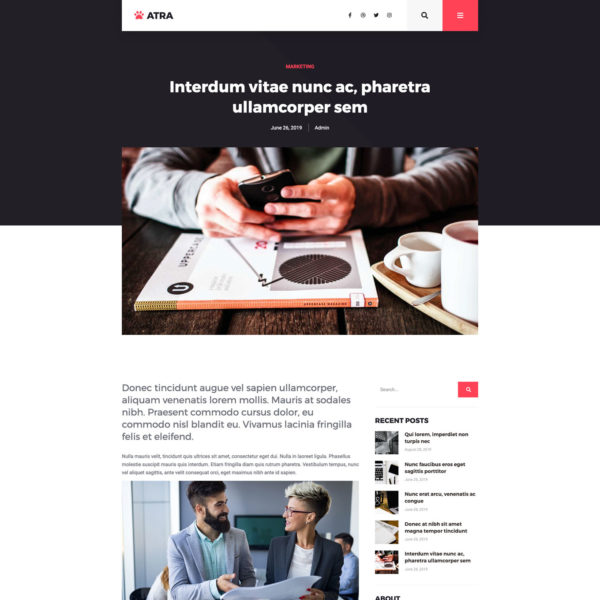 ATRA
MARKETING
Interdum vitae nunc ac, pharetra
ullamcorper sem
June 26, 2019
Admin
UPPERCASE
U
UPPERCASE MAGAZINE
Donec tincidunt augue vel sapien ullamcorper,
aliquam venenatis lorem mollis. Mauris at sodales
nibh. Praesent commodo cursus dolor, eu
commodo nisl blandit eu. Vivamus lacinia fringilla
felis et eleifend.
Nulla mauris velit, tincidunt quis ultrices sit amet, consectetur eget dui. Nulla in laoreet ligula. Phasellus
molestie suscipit mauris quis interdum. Etiam fringilla diam quis rutrum pharetra. Vestibulum tempus, nunc
vel aliquet sagittis, ante velit consequat orci, eget maximus nibh ante id sapien.
Search...
RECENT POSTS
Qui lorem, imperdiet non
turpis nec
August 28, 2019
Nunc faucibus eros eget
sagittis porttitor
June 26, 2019
Nunc erat arcu, venenatis ac
congue
June 26, 2019
Donec at nibh sit amet
magna tempor tincidunt
June 26, 2019
Interdum vitae nunc ac,
pharetra ullamcorper sem
June 26, 2019
ABOUT